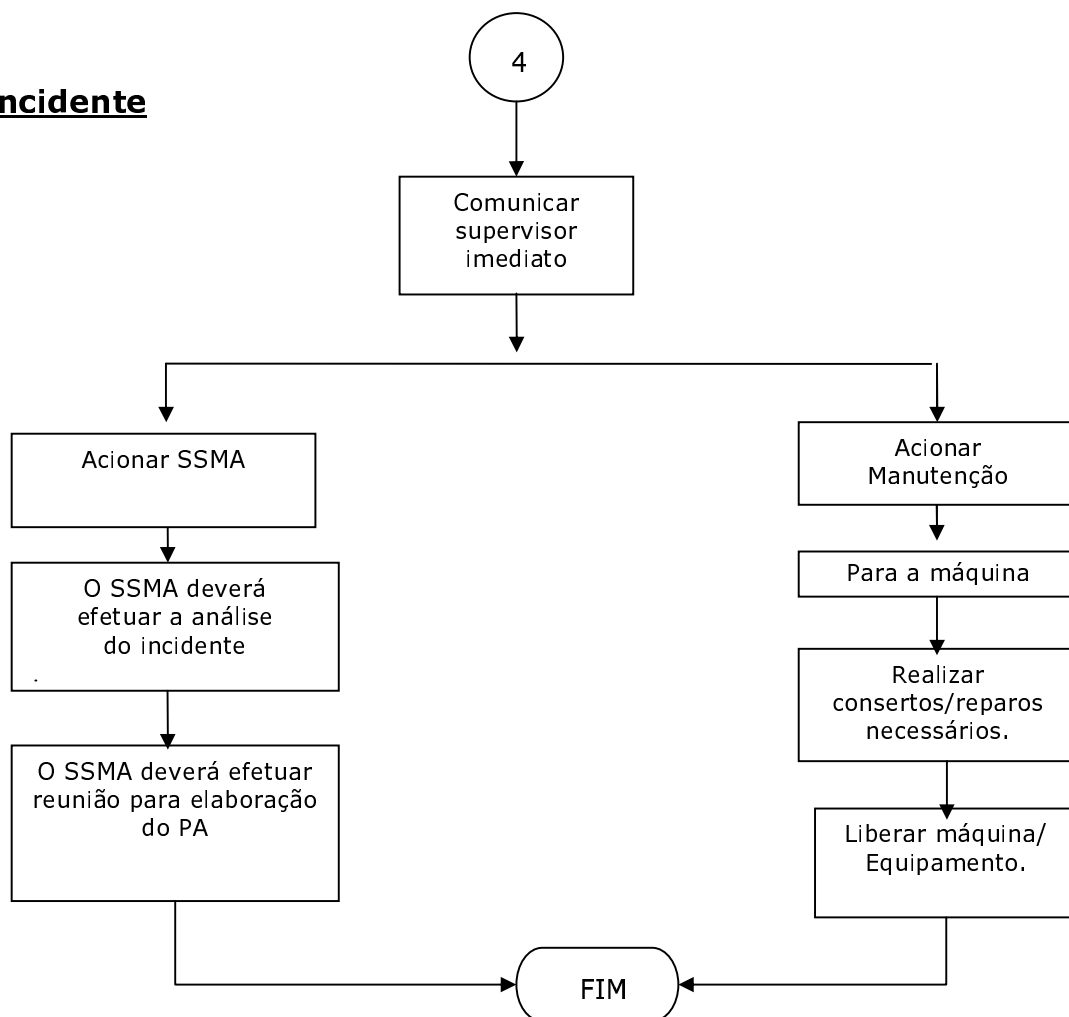 4
ncidente
Comunicar
supervisor
imediato
Acionar SSMA
O SSMA deverá
efetuar a análise
do incidente
.
O SSMA deverá efetuar
reunião para elaboração
do PA
Acionar
Manutenção
Para a máquina
Realizar
consertos/reparos
necessários.
Liberar máquina/
Equipamento.
FIM